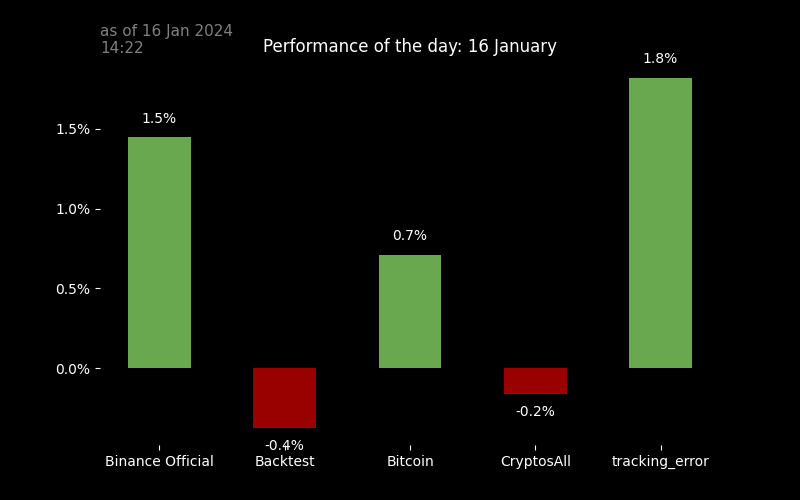 as of 16 Jan 2024
14:22
Performance of the day: 16 January
1.8%
1.5%
1.5%
1.0%
0.7%
0.5%
0.0%
-0.2%
-0.4%
Binance Official
Backtest
Bitcoin
CryptosAll
tracking_error